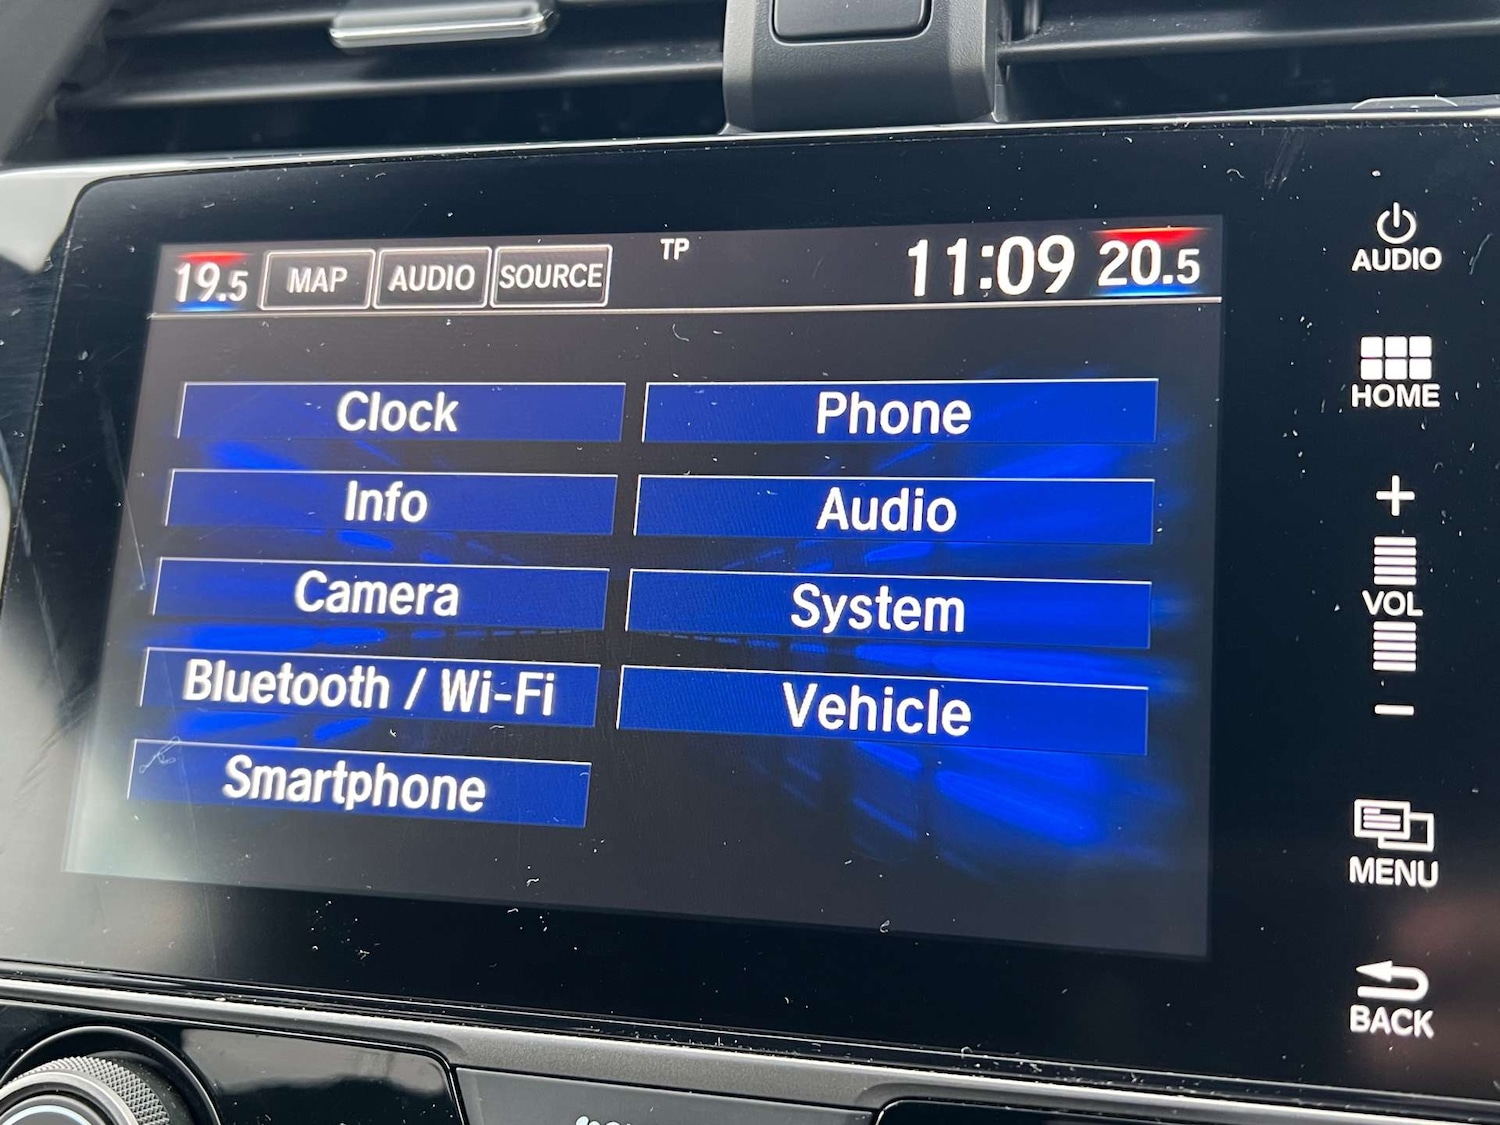 19.5 MAP AUDIO SOURCE TP 11:09 20.5
Clock Phone
Info Audio
Camera System
Bluetooth / Wi-Fi Vehicle
Smartphone
AUDIO
HOME
+
VOL
−
MENU
BACK